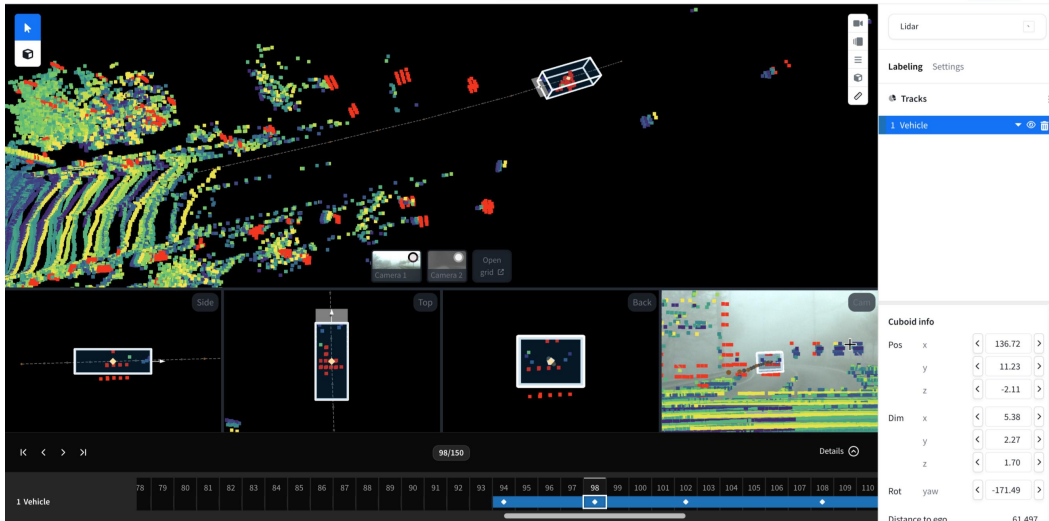 Lidar
Labeling Settings
Tracks
1 Vehicle
Camera 1
Camera 2
Open
grid
Side
Top
Back
Cam
Cuboid info
Pos x 136.72
y 11.23
z -2.11
Dim x 5.38
y 2.27
z 1.70
Rot yaw -171.49
Distance to ego 61.497
98/150
Details
78 79 80 81 82 83 84 85 86 87 88 89 90 91 92 93 94 95 96 97 98 99 100 101 102 103 104 105 106 107 108 109 110
1 Vehicle